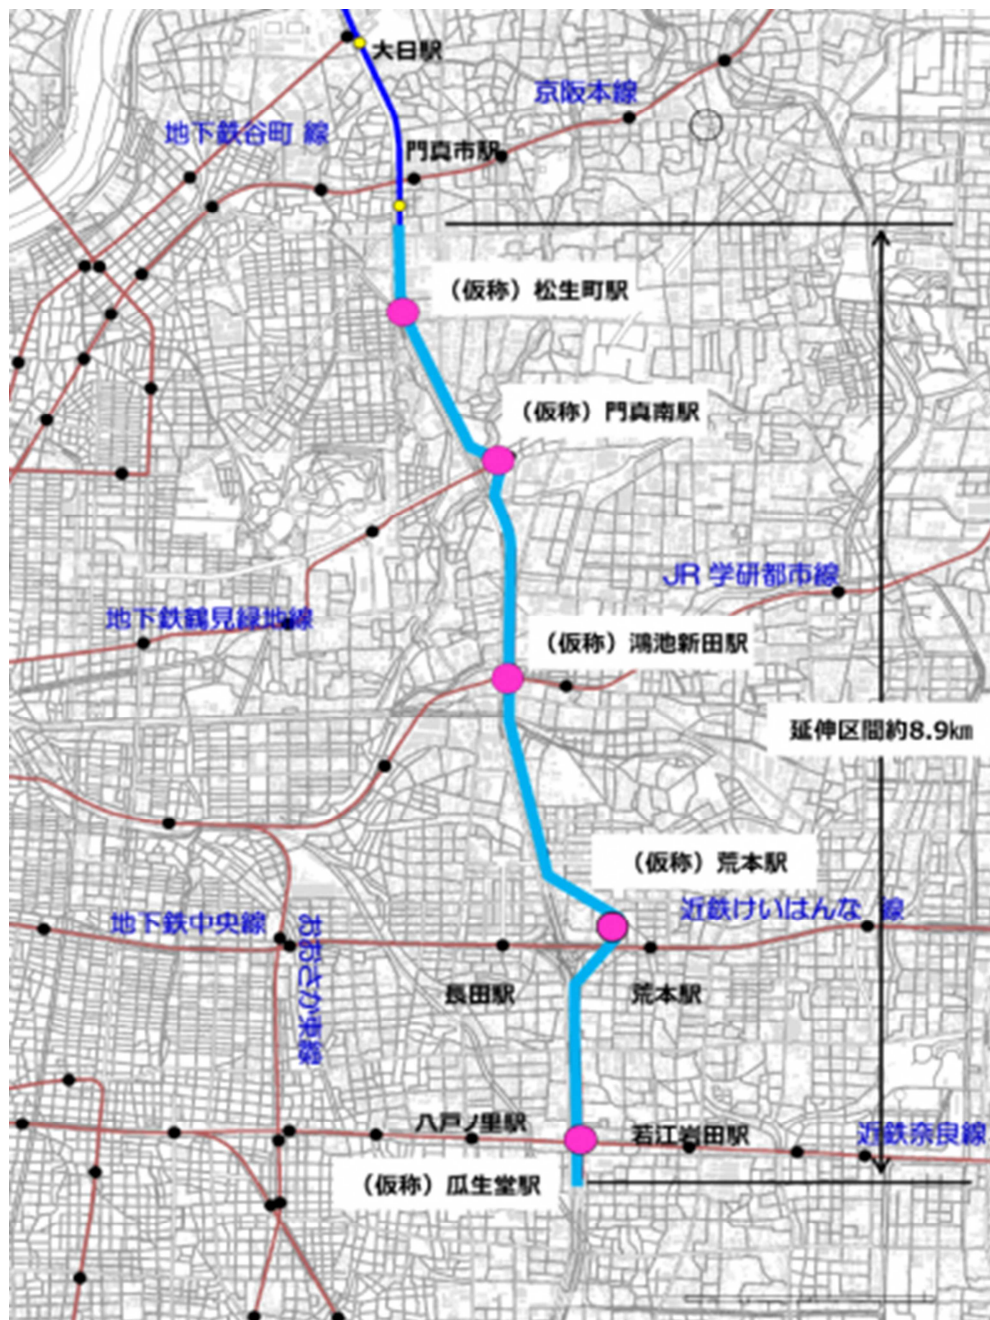 大日駅
京阪本線
地下鉄谷町 線
門真市駅
（仮称）松生町駅
（仮称）門真南駅
JR 学研都市線
地下鉄鶴見緑地線
（仮称）鴻池新田駅
延伸区間約8.9㎞
（仮称）荒本駅
近鉄けいはんな 線
地下鉄中央線
おおさか東線
長田駅
荒本駅
八戸ノ里駅
若江岩田駅
近鉄奈良線
（仮称）瓜生堂駅